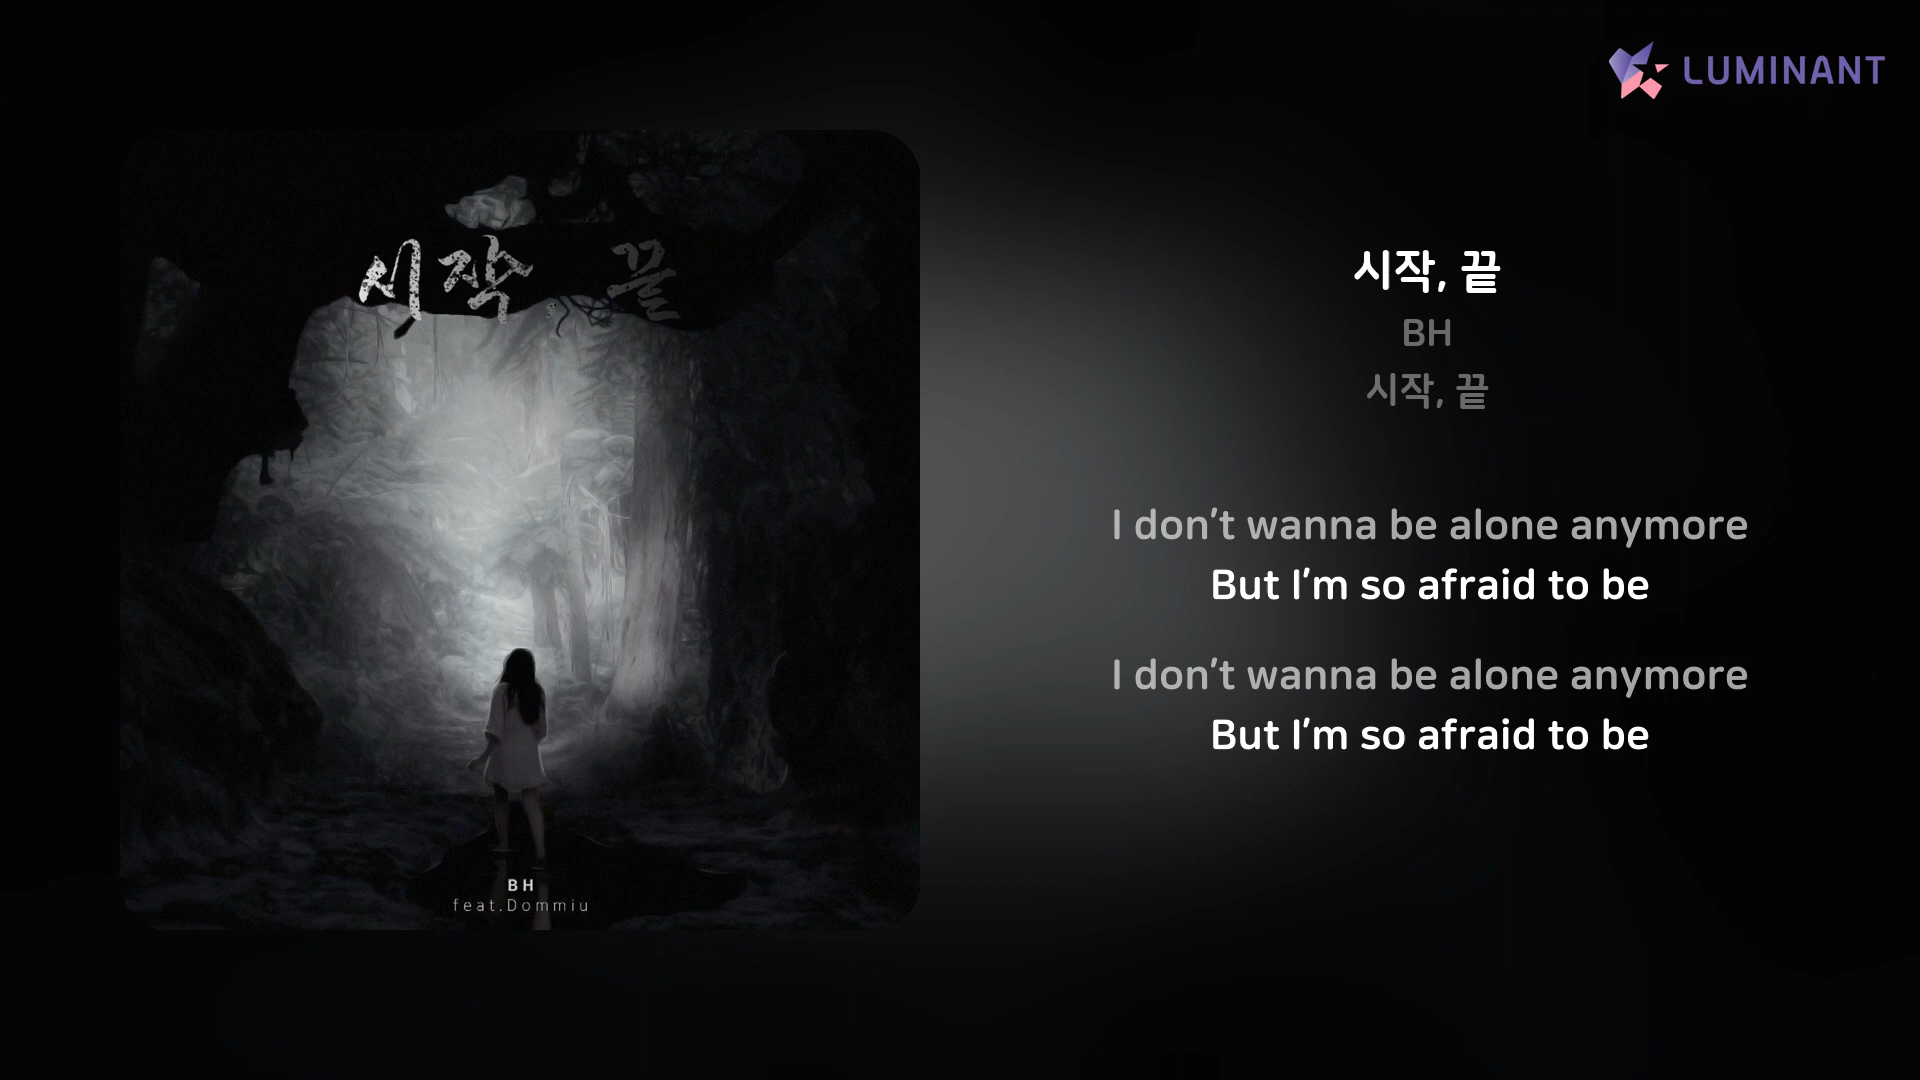 LUMINANT
시작, 끝
BH
feat.Dommiu
시작, 끝
BH
시작, 끝
I don't wanna be alone anymore
But I'm so afraid to be
I don't wanna be alone anymore
But I'm so afraid to be